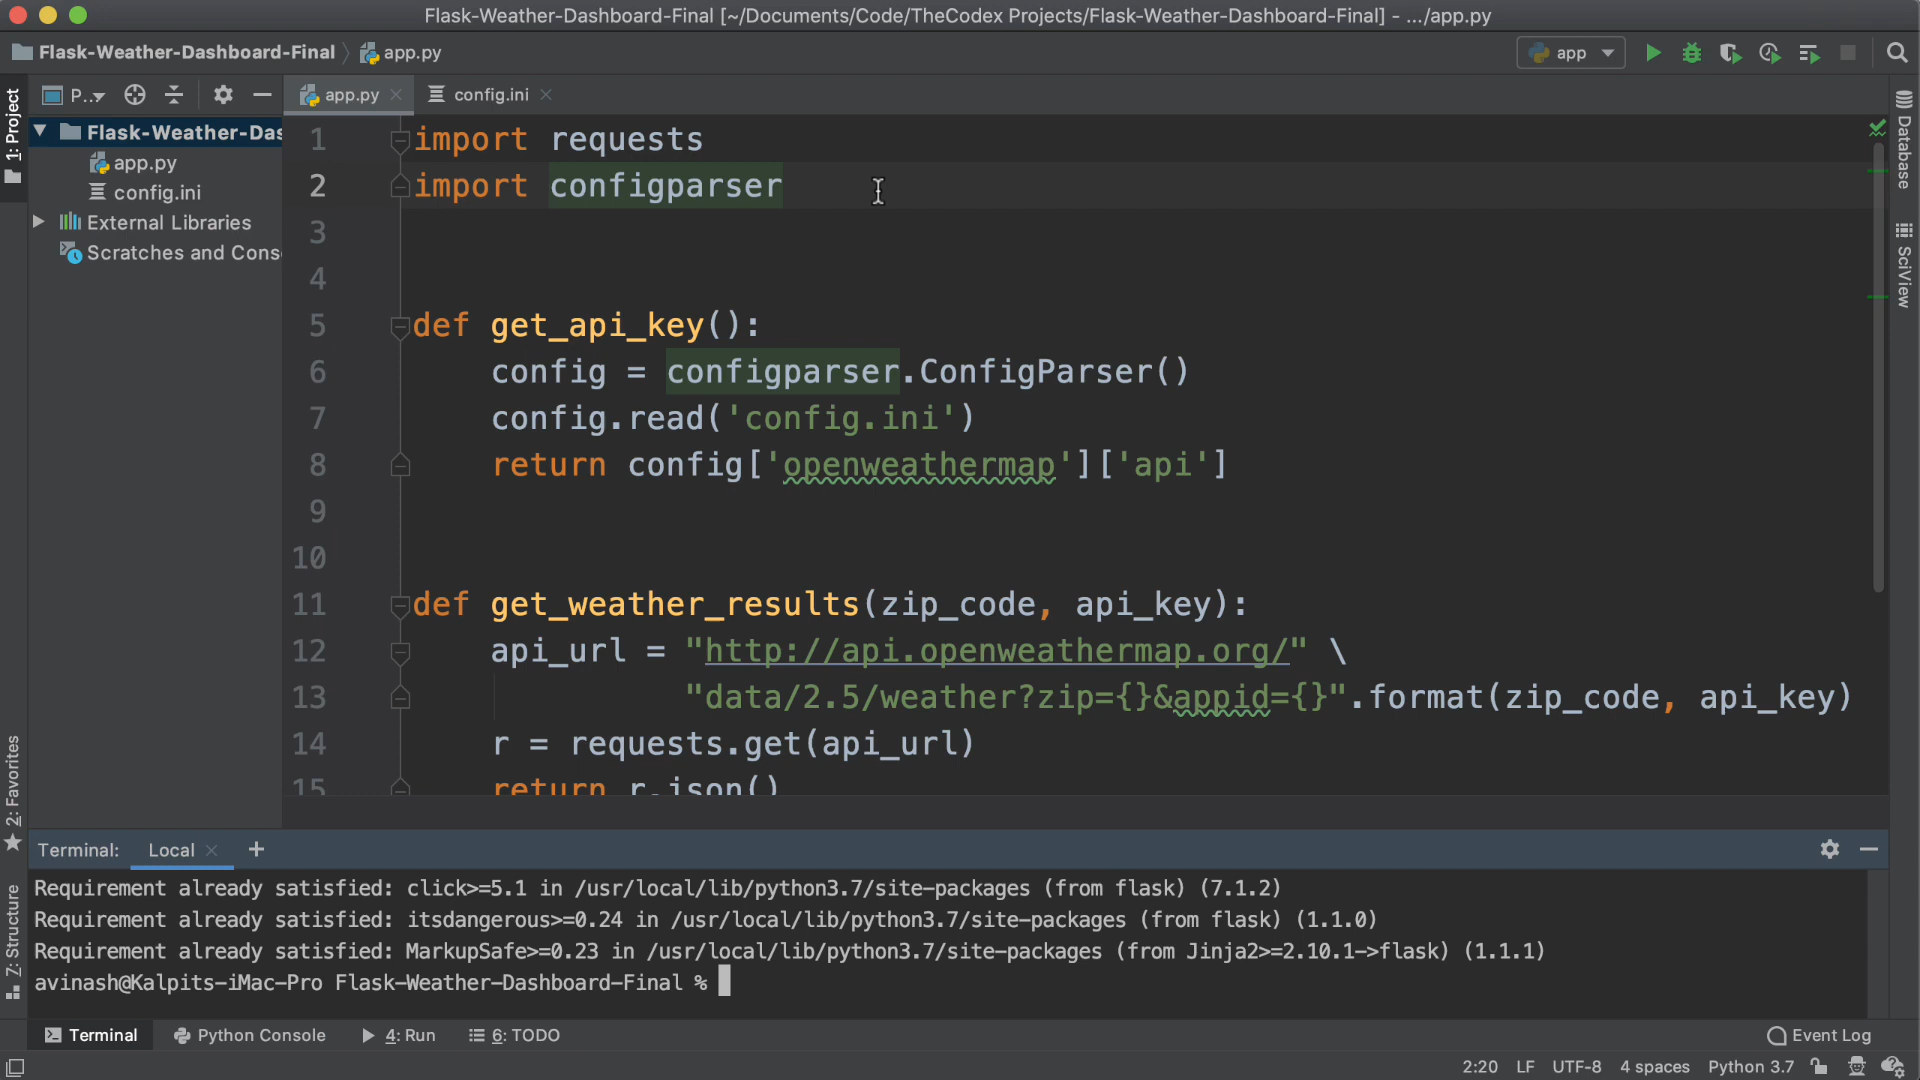 Flask-Weather-Dashboard-Final [~/Documents/Code/TheCodex Projects/Flask-Weather-Dashboard-Final] - .../app.py
Flask-Weather-Dashboard-Final
app.py
app
1: Project
P..
app.py
config.ini
Flask-Weather-Das
app.py
config.ini
External Libraries
Scratches and Cons
1 import requests
2 import configparser
3
4
5 def get_api_key():
6 config = configparser.ConfigParser()
7 config.read('config.ini')
8 return config['openweathermap']['api']
9
10
11 def get_weather_results(zip_code, api_key):
12 api_url = "http://api.openweathermap.org/" \
13 "data/2.5/weather?zip={}&appid={}".format(zip_code, api_key)
14 r = requests.get(api_url)
15 return r.json()
Database
SciView
2: Favorites
Z: Structure
Terminal:
Local
Requirement already satisfied: click>=5.1 in /usr/local/lib/python3.7/site-packages (from flask) (7.1.2)
Requirement already satisfied: itsdangerous>=0.24 in /usr/local/lib/python3.7/site-packages (from flask) (1.1.0)
Requirement already satisfied: MarkupSafe>=0.23 in /usr/local/lib/python3.7/site-packages (from Jinja2>=2.10.1->flask) (1.1.1)
avinash@Kalpits-iMac-Pro Flask-Weather-Dashboard-Final %
Terminal
Python Console
4: Run
6: TODO
Event Log
2:20
LF
UTF-8
4 spaces
Python 3.7